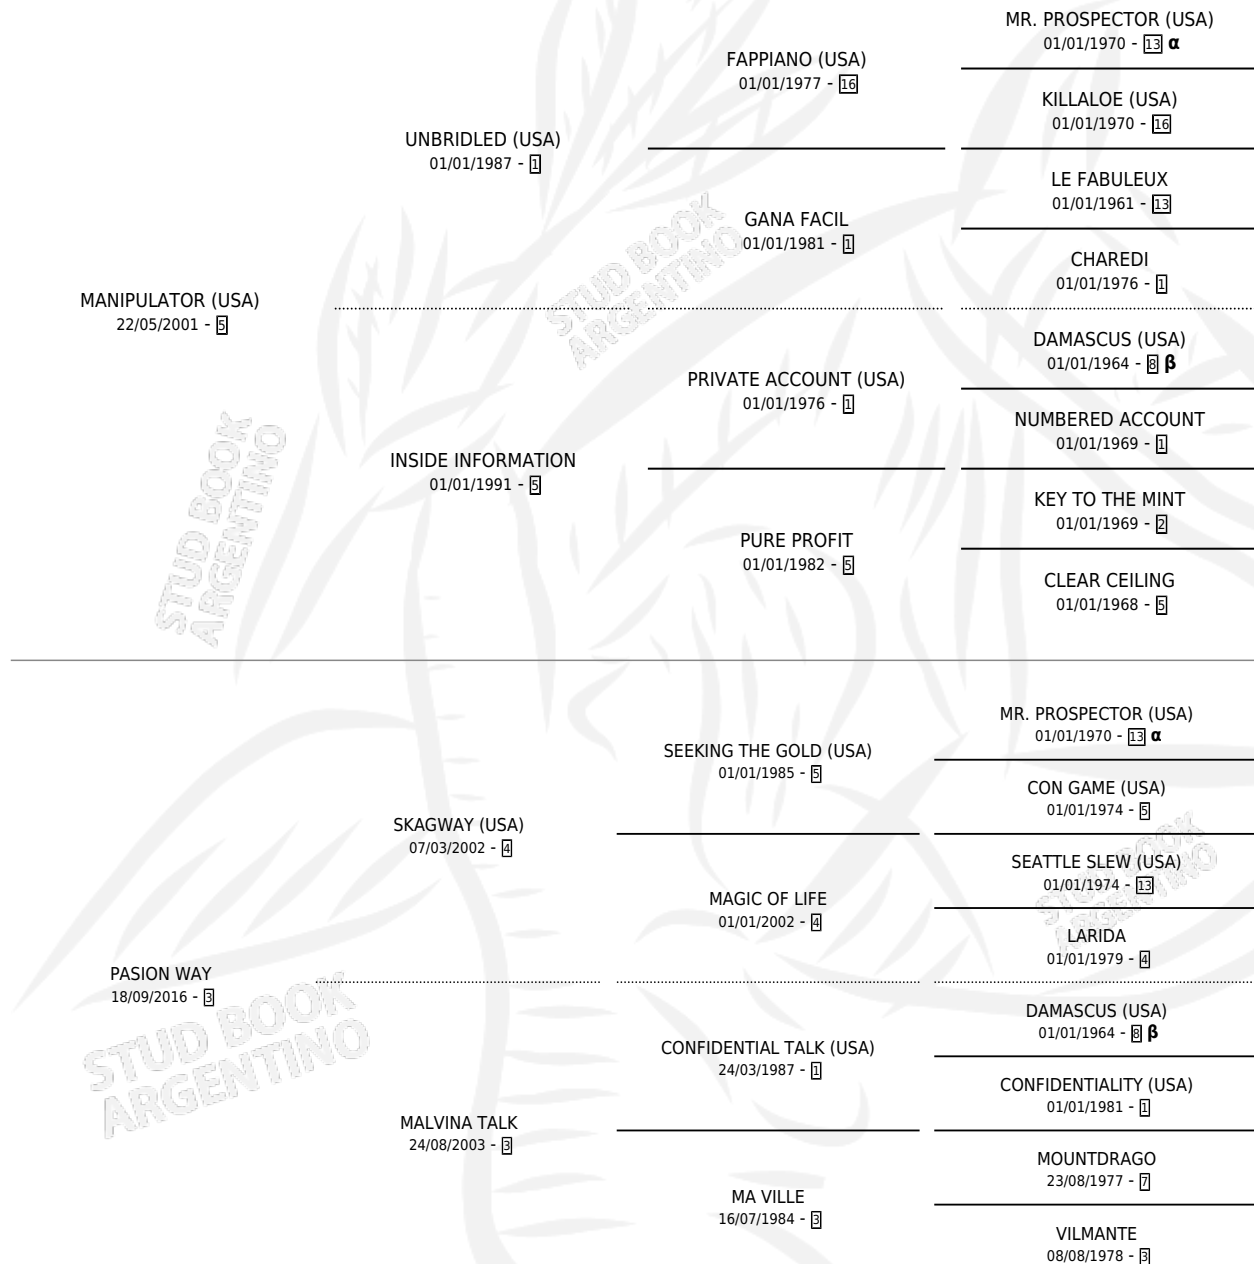 MR. PROSPECTOR (USA)
01/01/1970 - 13 α
FAPPIANO (USA)
01/01/1977 - 16
KILLALOE (USA)
01/01/1970 - 16
UNBRIDLED (USA)
01/01/1987 - 1
LE FABULEUX
01/01/1961 - 13
GANA FACIL
01/01/1981 - 1
CHAREDI
01/01/1976 - 1
MANIPULATOR (USA)
22/05/2001 - 5
DAMASCUS (USA)
01/01/1964 - 8 β
PRIVATE ACCOUNT (USA)
01/01/1976 - 1
NUMBERED ACCOUNT
01/01/1969 - 1
INSIDE INFORMATION
01/01/1991 - 5
KEY TO THE MINT
01/01/1969 - 2
PURE PROFIT
01/01/1982 - 5
CLEAR CEILING
01/01/1968 - 5
MR. PROSPECTOR (USA)
01/01/1970 - 13 α
SEEKING THE GOLD (USA)
01/01/1985 - 5
CON GAME (USA)
01/01/1974 - 5
SKAGWAY (USA)
07/03/2002 - 4
SEATTLE SLEW (USA)
01/01/1974 - 13
MAGIC OF LIFE
01/01/2002 - 4
LARIDA
01/01/1979 - 4
PASION WAY
18/09/2016 - 3
DAMASCUS (USA)
01/01/1964 - 8 β
CONFIDENTIAL TALK (USA)
24/03/1987 - 1
CONFIDENTIALITY (USA)
01/01/1981 - 1
MALVINA TALK
24/08/2003 - 3
MOUNTDRAGO
23/08/1977 - 7
MA VILLE
16/07/1984 - 3
VILMANTE
08/08/1978 - 3
STUD BOOK
ARGENTINO
STUD BOOK
ARGENTINO
STUD BOOK
ARGENTINO
STUD BOOK
ARGENTINO